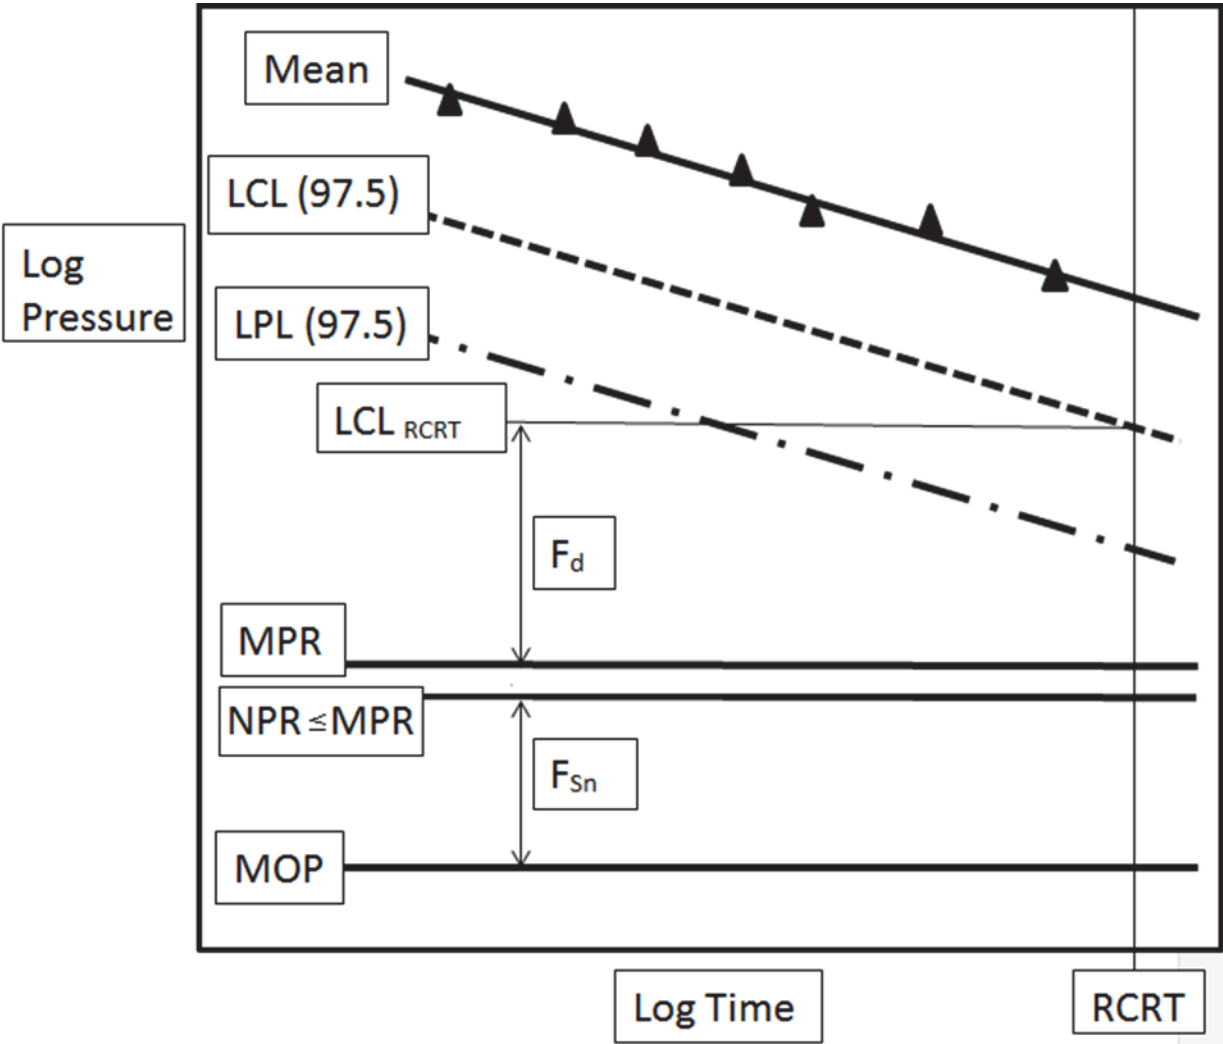 Mean
LCL (97.5)
Log
Pressure
LPL (97.5)
LCL RCRT
Fd
MPR
NPR ≤ MPR
FSn
MOP
Log Time
RCRT